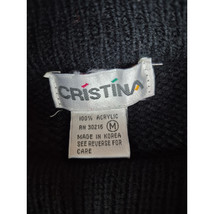 CRISTINA
100% ACRYLIC
RN 30216 M
MADE IN KOREA
SEE REVERSE FOR
CARE